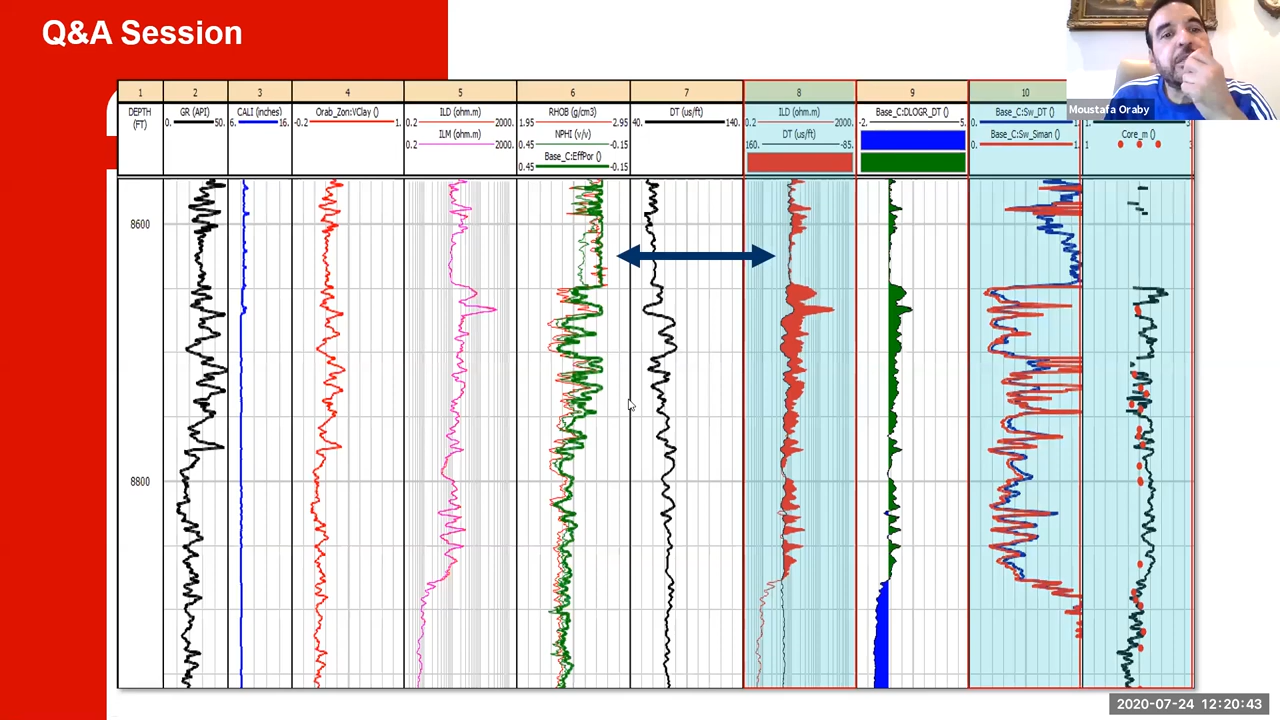 Q&A Session
Moustafa Oraby
1 2 3 4 5 6 7 8 9 10
DEPTH (FT)
GR (API)
0. 50.
CALI (inches)
6. 16.
Orab_Zon:VClay ()
-0.2 1.
ILD (ohm.m)
0.2 2000.
ILM (ohm.m)
0.2 2000.
RHOB (g/cm3)
1.95 2.95
NPHI (v/v)
0.45 -0.15
Base_C:EffPor ()
0.45 -0.15
DT (us/ft)
40. 140.
ILD (ohm.m)
0.2 2000.
DT (us/ft)
160. -85.
Base_C:DLOGR_DT ()
-2. 5.
Base_C:Sw_DT ()
0. 1.
Base_C:Sw_Siman ()
0. 1.
Core_m ()
1 3
8600
8800
2020-07-24 12:20:43